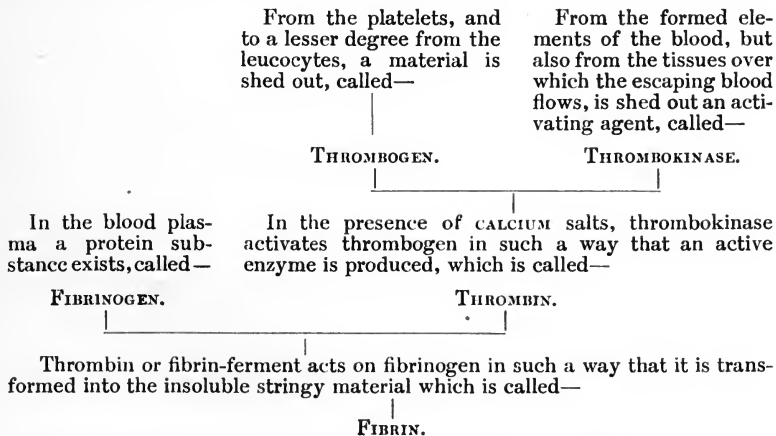 From the platelets, and
to a lesser degree from the
leucocytes, a material is
shed out, called—
From the formed ele-
ments of the blood, but
also from the tissues over
which the escaping blood
flows, is shed out an acti-
vating agent, called—
THROMBOGEN.
THROMBOKINASE.
In the blood plas-
ma a protein sub-
stance exists, called—
In the presence of CALCIUM salts, thrombokinase
activates thrombogen in such a way that an active
enzyme is produced, which is called—
FIBRINOGEN.
THROMBIN.
Thrombin or fibrin-ferment acts on fibrinogen in such a way that it is trans-
formed into the insoluble stringy material which is called—
FIBRIN.